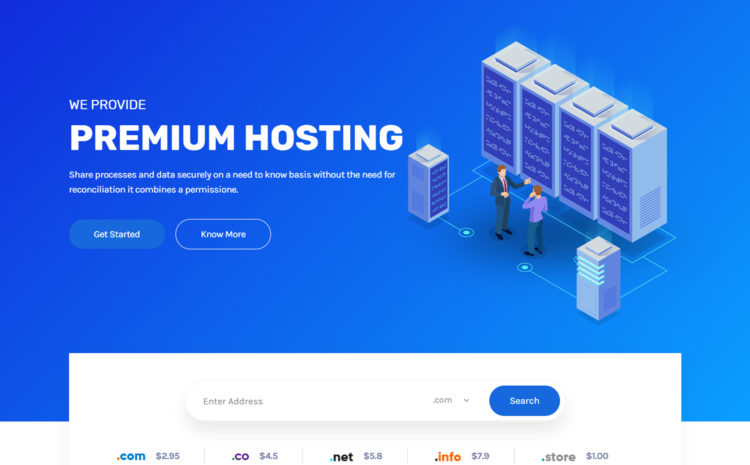 WE PROVIDE
PREMIUM HOSTING
Share processes and data securely on a need to know basis without the need for
reconciliation it combines a permissione.
Get Started Know More
Enter Address .com Search
.com $2.95 .co $4.5 .net $5.8 .info $7.9 .store $1.00